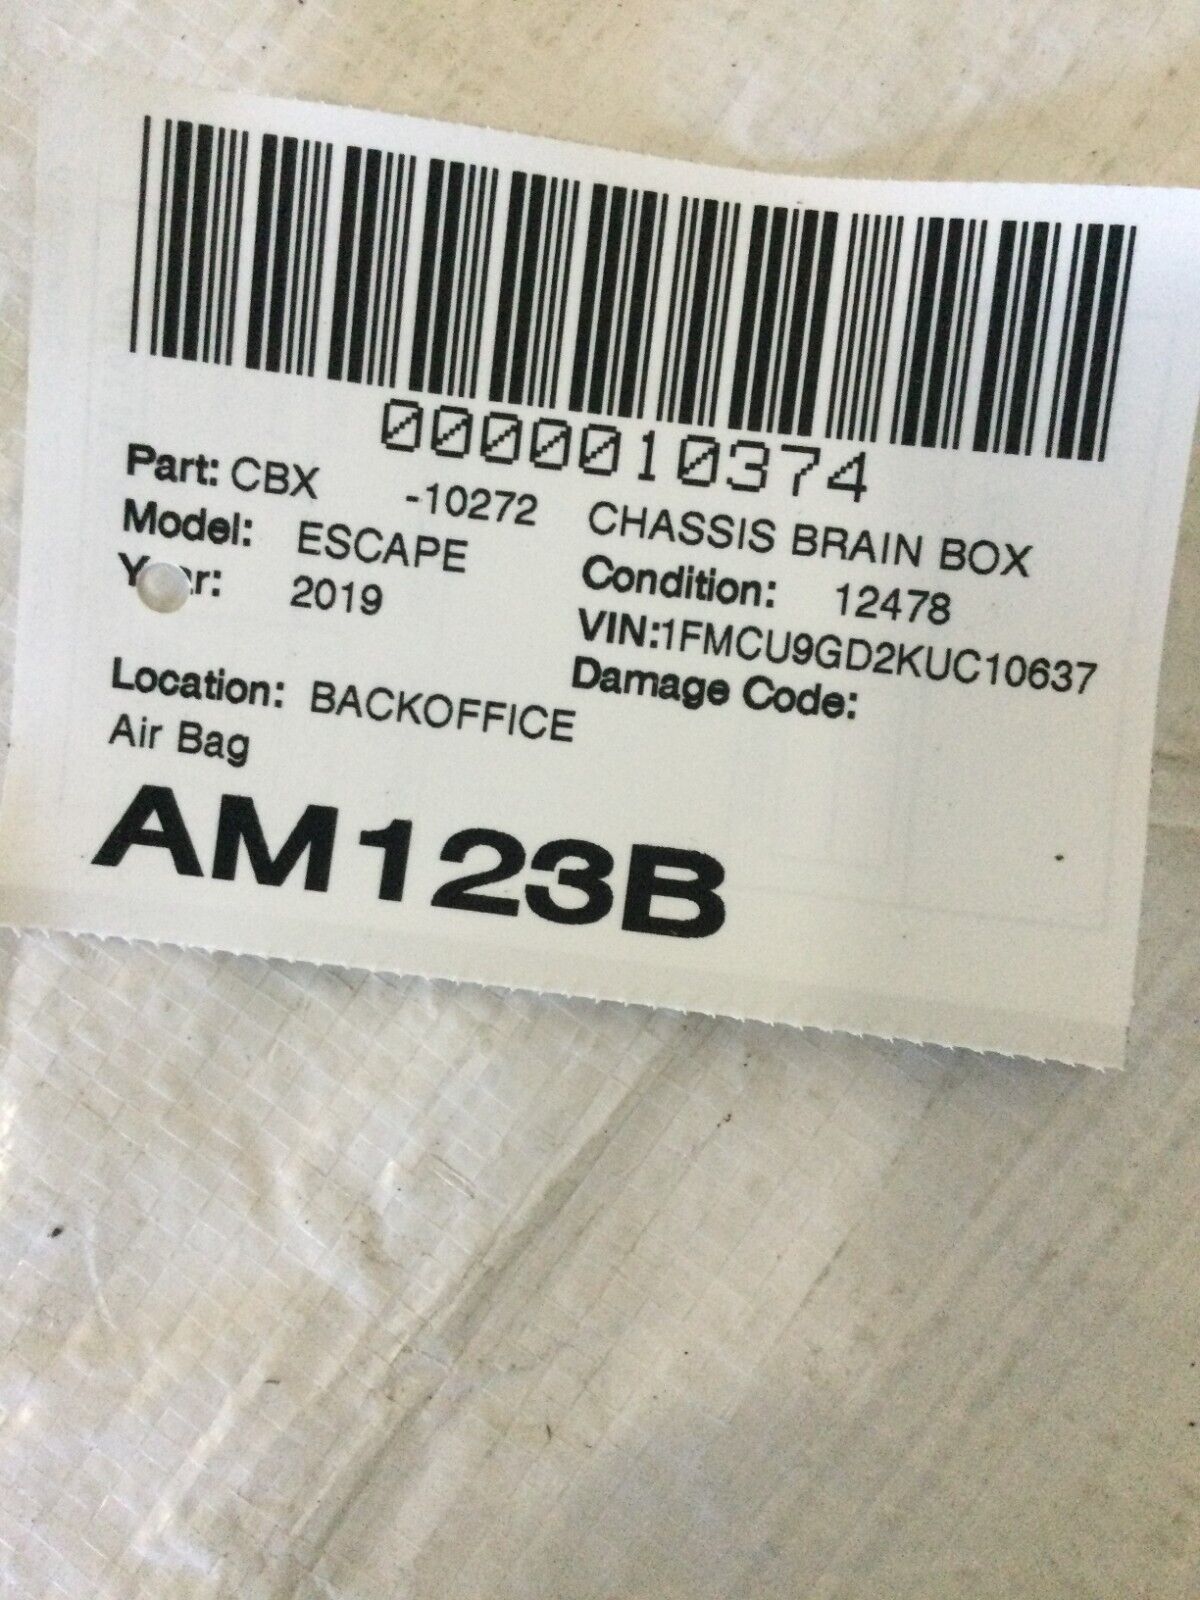 0000010374
Part: CBX -10272 CHASSIS BRAIN BOX
Model: ESCAPE Condition: 12478
Year: 2019 VIN:1FMCU9GD2KUC10637
Location: BACKOFFICE Damage Code:
Air Bag
AM123B